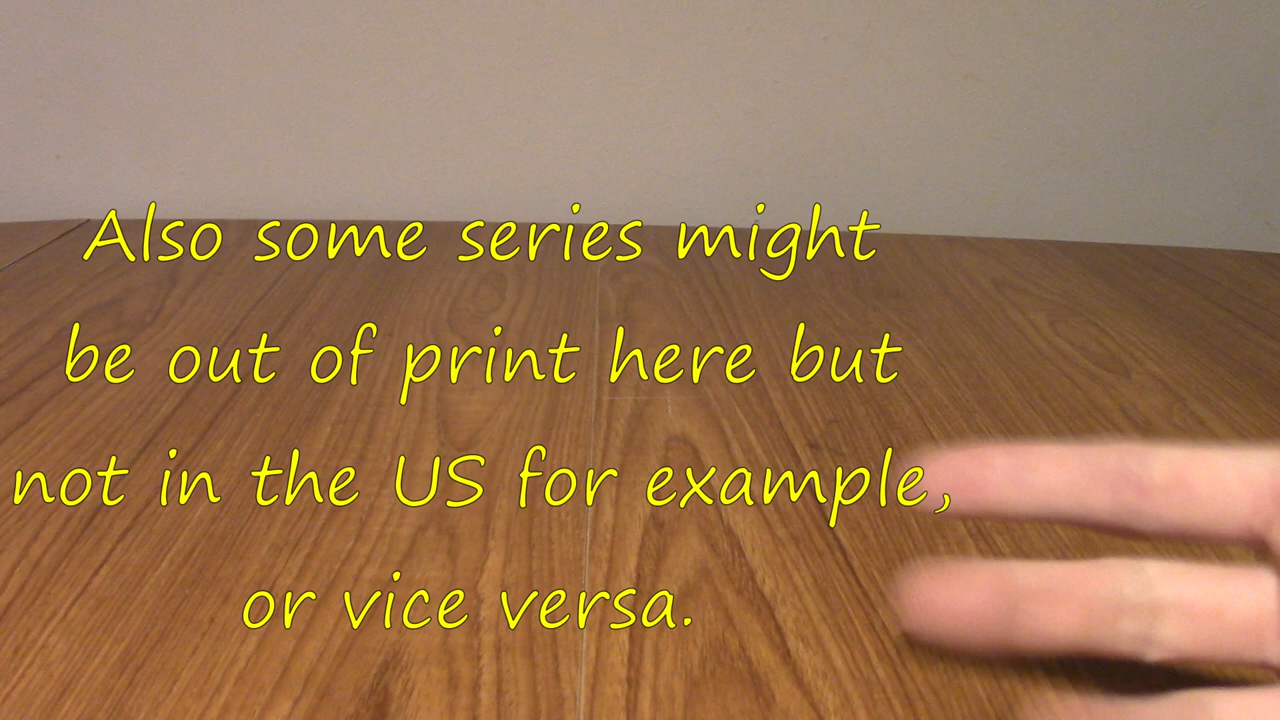 Also some series might
be out of print here but
not in the US for example,
or vice versa.